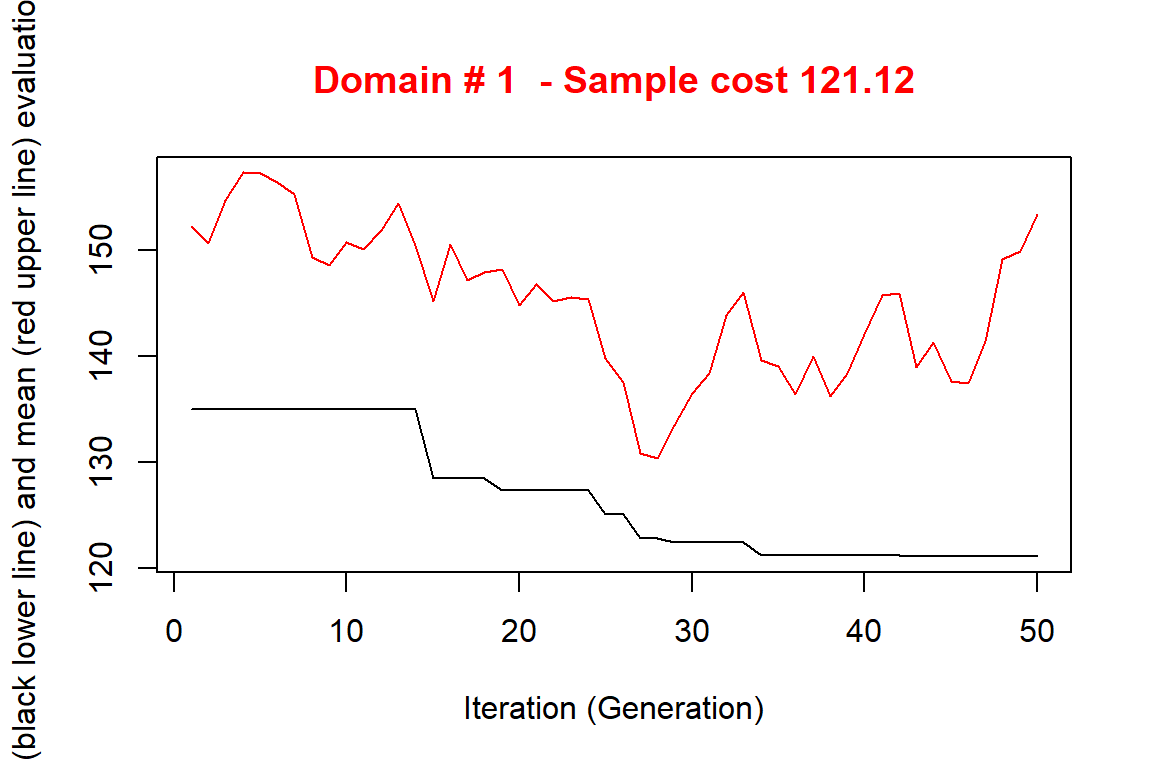 Domain # 1  - Sample cost 121.12
(black lower line) and mean (red upper line)
150
140
130
120
0 10 20 30 40 50
Iteration (Generation)